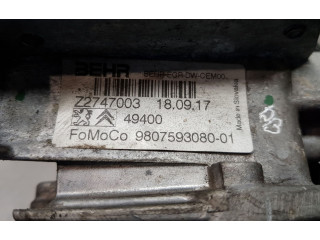 BEHR
Z2747003 18.09.17
49400
FoMoCo 9807593080-01
Made in Slovakia